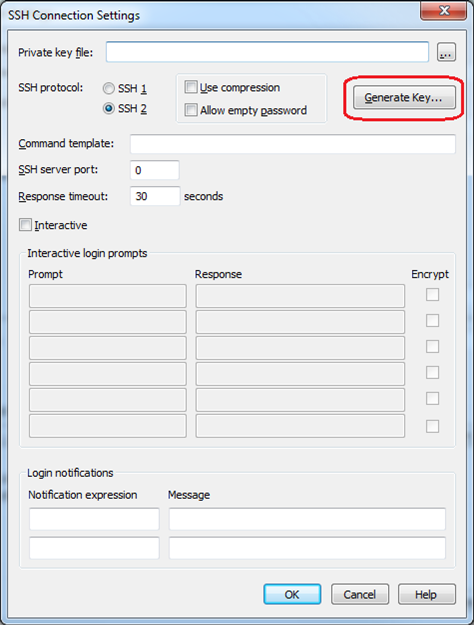 SSH Connection Settings
Private key file:
...
SSH protocol:
SSH 1
Use compression
Generate Key...
SSH 2
Allow empty password
Command template:
SSH server port: 0
Response timeout: 30 seconds
Interactive
Interactive login prompts
Prompt Response Encrypt
Login notifications
Notification expression Message
OK Cancel Help